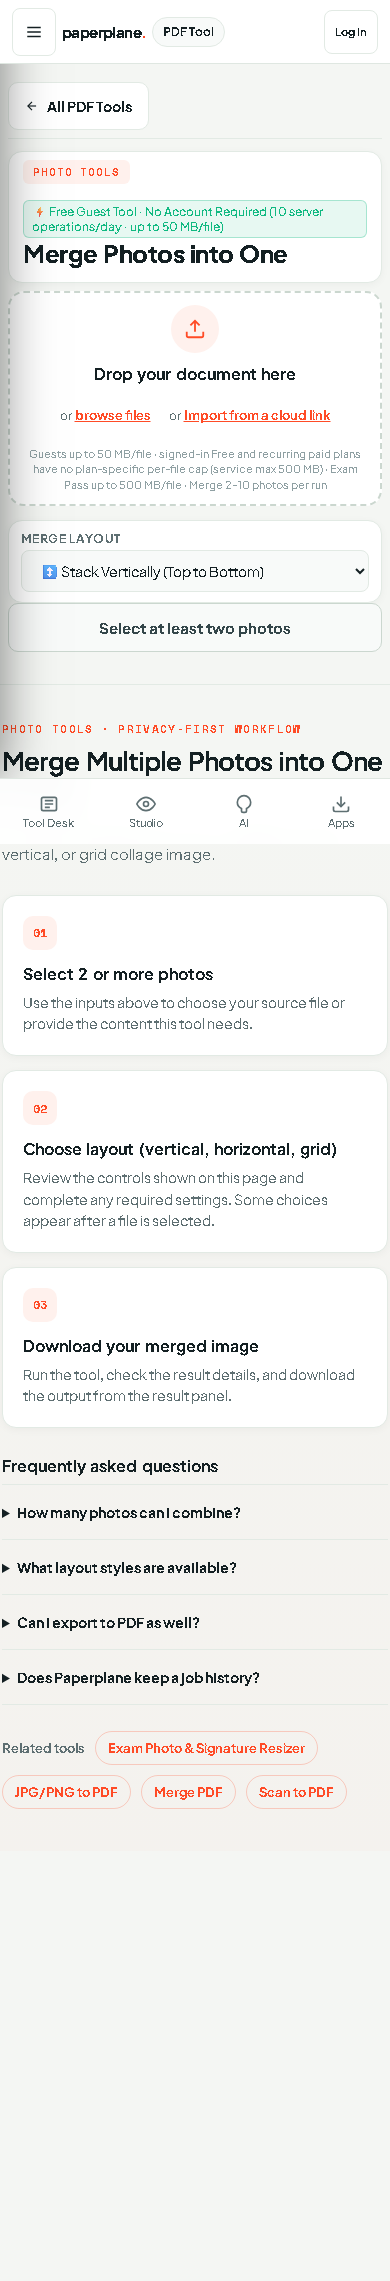 paperplane.
PDF Tool
Log In
All PDF Tools
PHOTO TOOLS
Free Guest Tool · No Account Required (10 server
operations/day · up to 50 MB/file)
Merge Photos into One
Drop your document here
or browse files or Import from a cloud link
Guests up to 50 MB/file · signed-in Free and recurring paid plans
have no plan-specific per-file cap (service max 500 MB) · Exam
Pass up to 500 MB/file · Merge 2-10 photos per run
MERGE LAYOUT
Stack Vertically (Top to Bottom)
Select at least two photos
PHOTO TOOLS · PRIVACY-FIRST WORKFLOW
Merge Multiple Photos into One
Tool Desk
Studio
AI
Apps
vertical, or grid collage image.
01
Select 2 or more photos
Use the inputs above to choose your source file or
provide the content this tool needs.
02
Choose layout (vertical, horizontal, grid)
Review the controls shown on this page and
complete any required settings. Some choices
appear after a file is selected.
03
Download your merged image
Run the tool, check the result details, and download
the output from the result panel.
Frequently asked questions
How many photos can I combine?
What layout styles are available?
Can I export to PDF as well?
Does Paperplane keep a job history?
Related tools
Exam Photo & Signature Resizer
JPG/PNG to PDF
Merge PDF
Scan to PDF